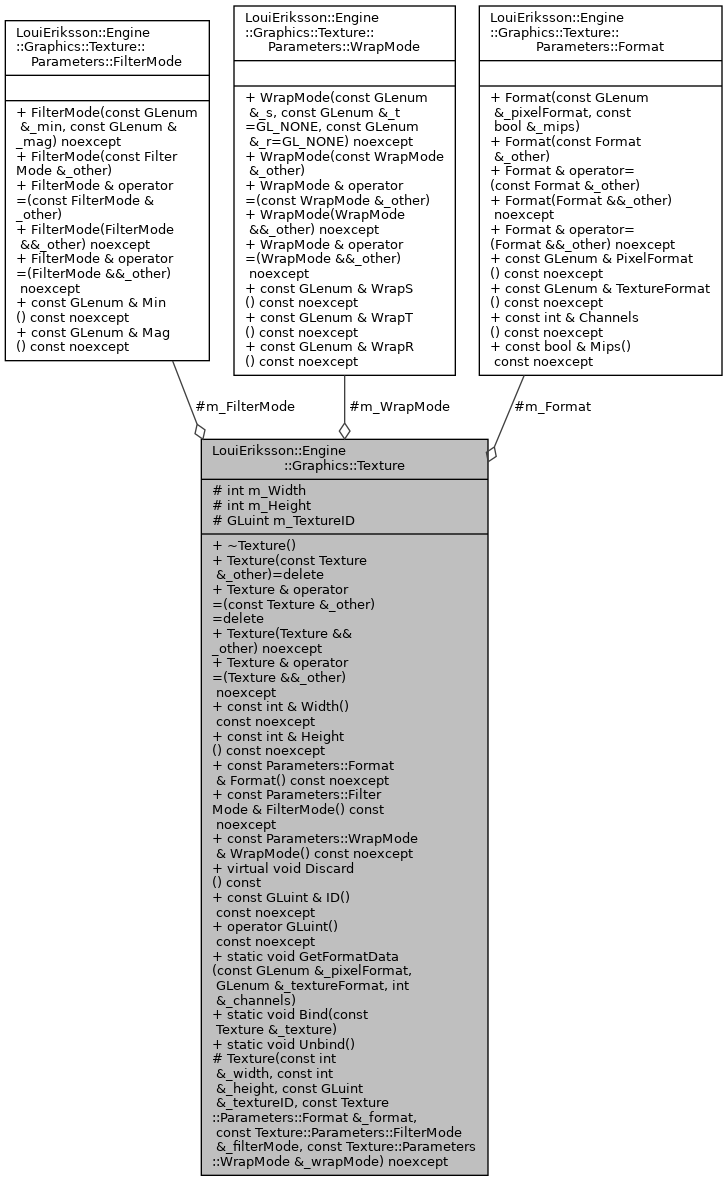 LouiEriksson::Engine
::Graphics::Texture::
Parameters::FilterMode
+ FilterMode(const GLenum
&_min, const GLenum &
_mag) noexcept
+ FilterMode(const Filter
Mode &_other)
+ FilterMode & operator
=(const FilterMode &
_other)
+ FilterMode(FilterMode
&&_other) noexcept
+ FilterMode & operator
=(FilterMode &&_other)
noexcept
+ const GLenum & Min
() const noexcept
+ const GLenum & Mag
() const noexcept
LouiEriksson::Engine
::Graphics::Texture::
Parameters::WrapMode
+ WrapMode(const GLenum
&_s, const GLenum &_t
=GL_NONE, const GLenum
&_r=GL_NONE) noexcept
+ WrapMode(const WrapMode
&_other)
+ WrapMode & operator
=(const WrapMode &_other)
+ WrapMode(WrapMode
&&_other) noexcept
+ WrapMode & operator
=(WrapMode &&_other)
noexcept
+ const GLenum & WrapS
() const noexcept
+ const GLenum & WrapT
() const noexcept
+ const GLenum & WrapR
() const noexcept
LouiEriksson::Engine
::Graphics::Texture::
Parameters::Format
+ Format(const GLenum
&_pixelFormat, const
bool &_mips)
+ Format(const Format
&_other)
+ Format & operator=
(const Format &_other)
+ Format(Format &&_other)
noexcept
+ Format & operator=
(Format &&_other) noexcept
+ const GLenum & PixelFormat
() const noexcept
+ const GLenum & TextureFormat
() const noexcept
+ const int & Channels
() const noexcept
+ const bool & Mips()
const noexcept
#m_FilterMode
#m_WrapMode
#m_Format
LouiEriksson::Engine
::Graphics::Texture
# int m_Width
# int m_Height
# GLuint m_TextureID
+ ~Texture()
+ Texture(const Texture
&_other)=delete
+ Texture & operator
=(const Texture &_other)
=delete
+ Texture(Texture &&
_other) noexcept
+ Texture & operator
=(Texture &&_other)
noexcept
+ const int & Width()
const noexcept
+ const int & Height
() const noexcept
+ const Parameters::Format
& Format() const noexcept
+ const Parameters::Filter
Mode & FilterMode() const
noexcept
+ const Parameters::WrapMode
& WrapMode() const noexcept
+ virtual void Discard
() const
+ const GLuint & ID()
const noexcept
+ operator GLuint()
const noexcept
+ static void GetFormatData
(const GLenum &_pixelFormat,
GLenum &_textureFormat, int
&_channels)
+ static void Bind(const
Texture &_texture)
+ static void Unbind()
# Texture(const int
&_width, const int
&_height, const GLuint
&_textureID, const Texture
::Parameters::Format &_format,
const Texture::Parameters::FilterMode
&_filterMode, const Texture::Parameters
::WrapMode &_wrapMode) noexcept